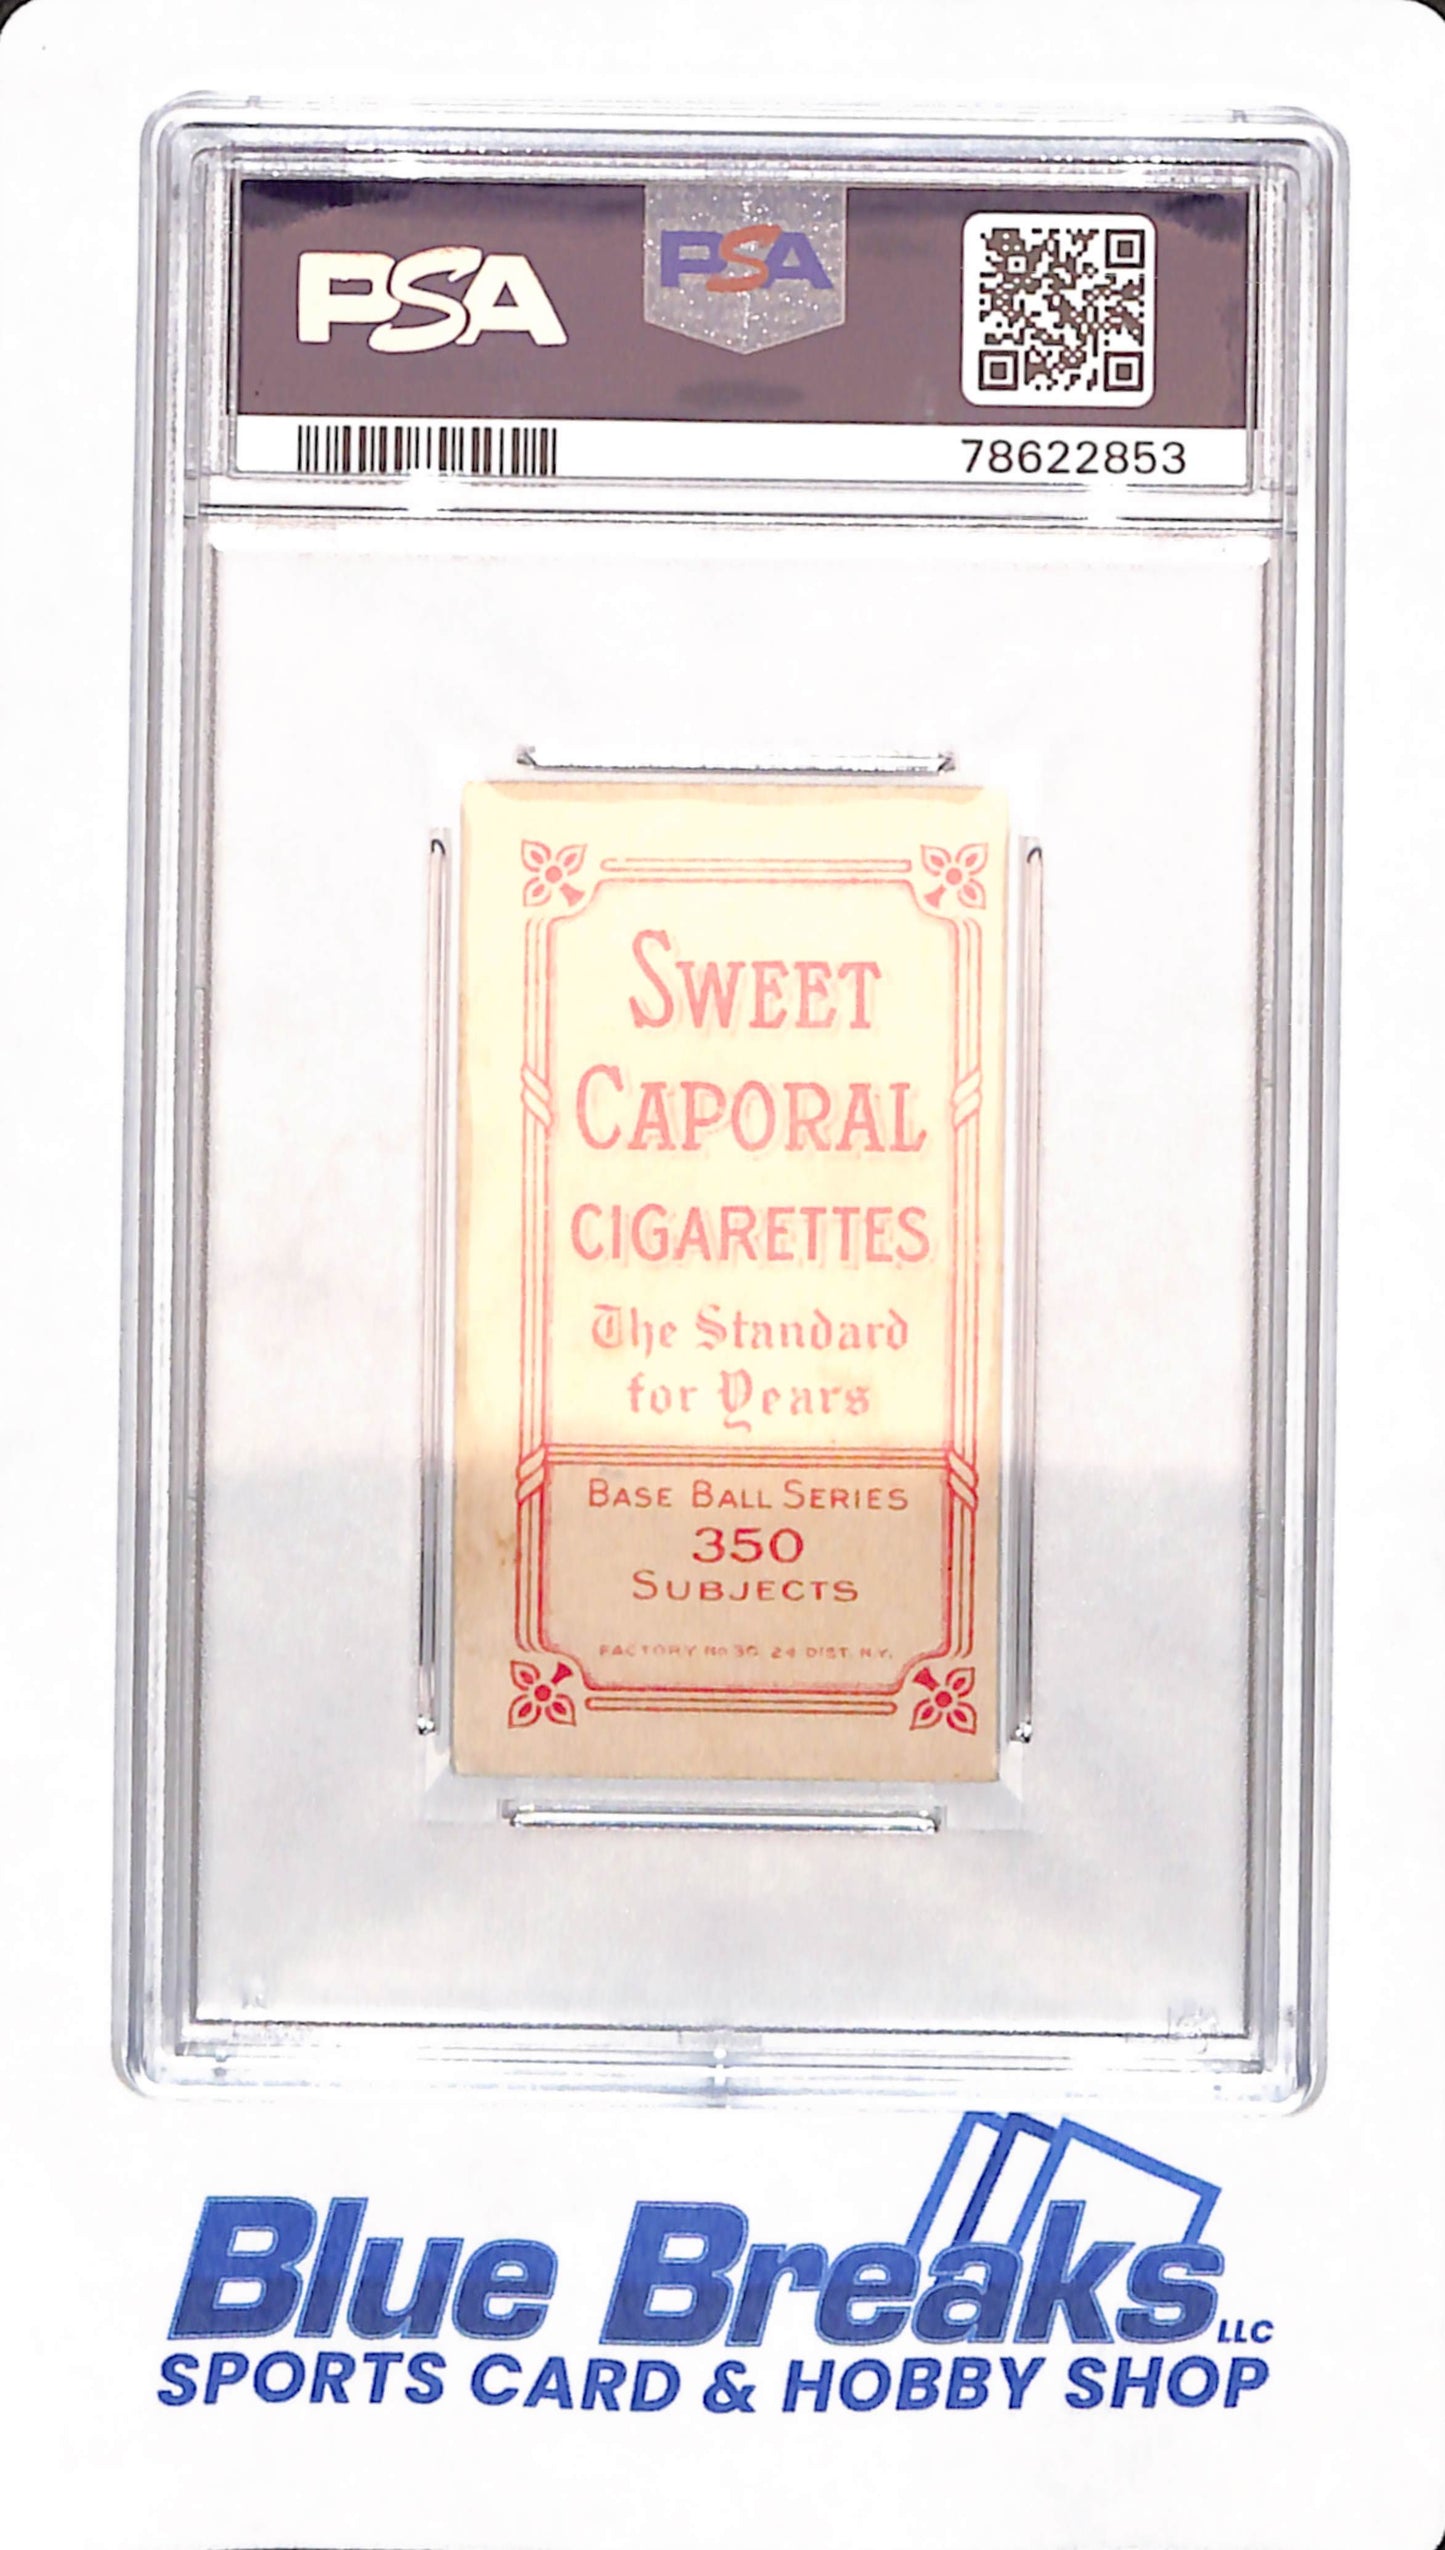 PSA
PSA
78622853
SWEET
CAPORAL
CIGARETTES
The Standard
for Years
BASE BALL SERIES
350
SUBJECTS
FACTORY No 30 2d DIST. N.Y.
Blue Breaks LLC
SPORTS CARD & HOBBY SHOP